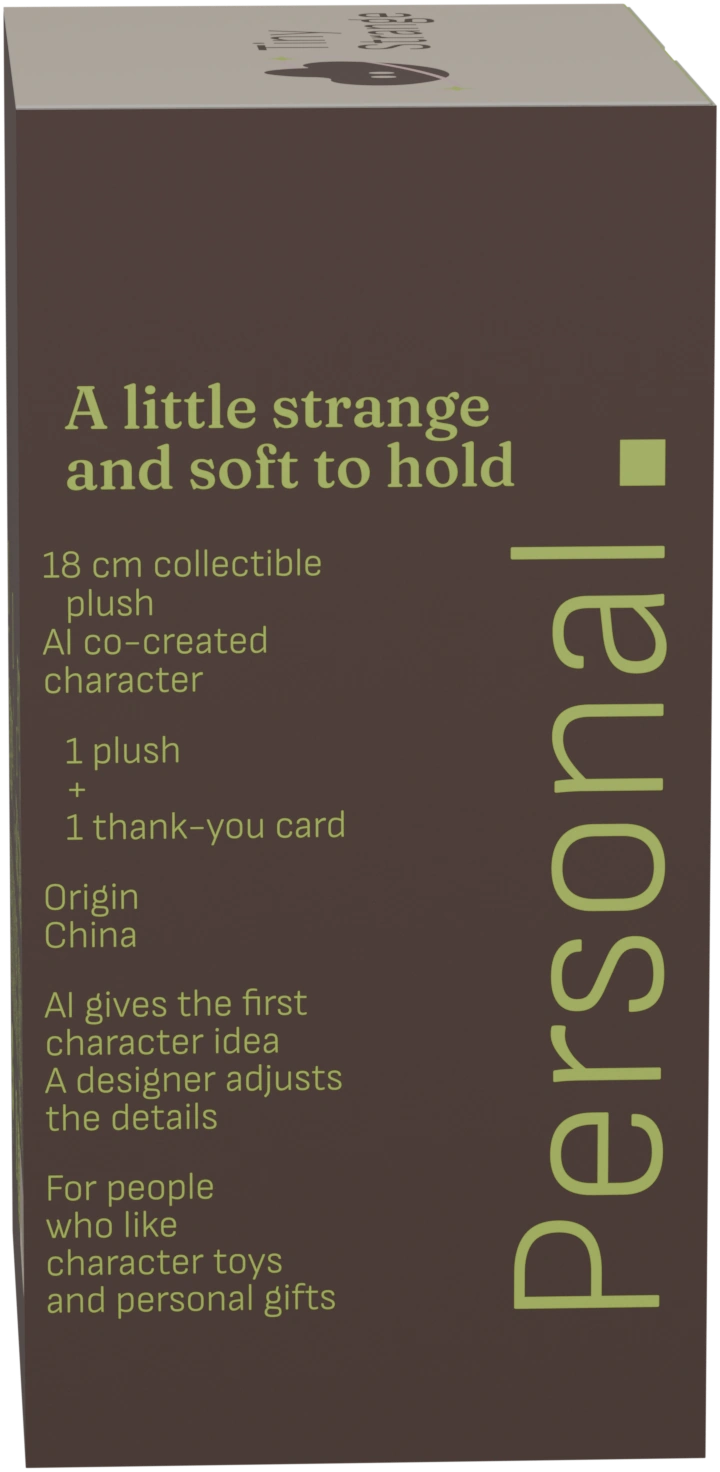 Tiny
Strange
A little strange
and soft to hold
18 cm collectible
plush
AI co-created
character
1 plush
+
1 thank-you card
Origin
China
AI gives the first
character idea
A designer adjusts
the details
For people
who like
character toys
and personal gifts
Personal.